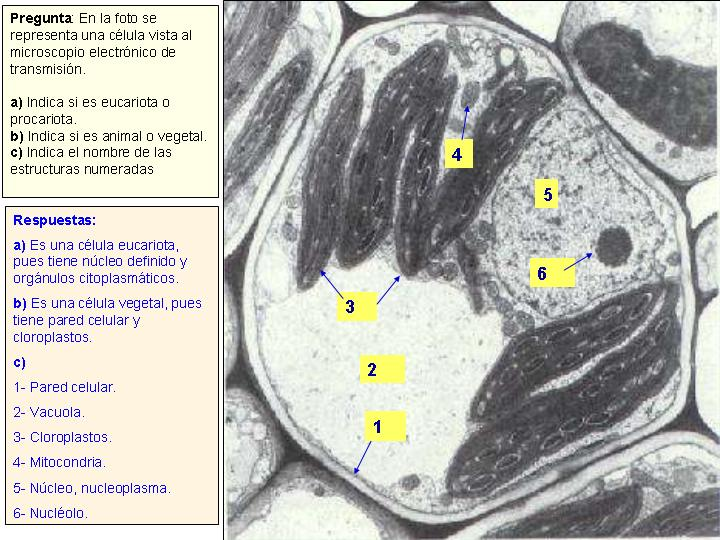 Pregunta: En la foto se
representa una célula vista al
microscopio electrónico de
transmisión.
a) Indica si es eucariota o
procariota.
b) Indica si es animal o vegetal.
c) Indica el nombre de las
estructuras numeradas
Respuestas:
a) Es una célula eucariota,
pues tiene núcleo definido y
orgánulos citoplasmáticos.
b) Es una célula vegetal, pues
tiene pared celular y
cloroplastos.
c)
1- Pared celular.
2- Vacuola.
3- Cloroplastos.
4- Mitocondria.
5- Núcleo, nucleoplasma.
6- Nucléolo.
4
5
6
3
2
1